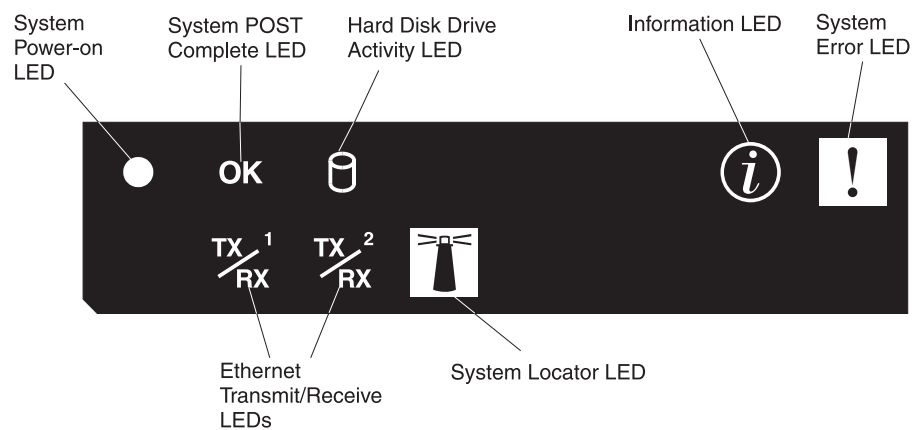 System
Power-on
LED
System POST
Complete LED
Hard Disk Drive
Activity LED
Information LED
System
Error LED
OK
i
!
TX 1
RX
TX 2
RX
Ethernet
Transmit/Receive
LEDs
System Locator LED